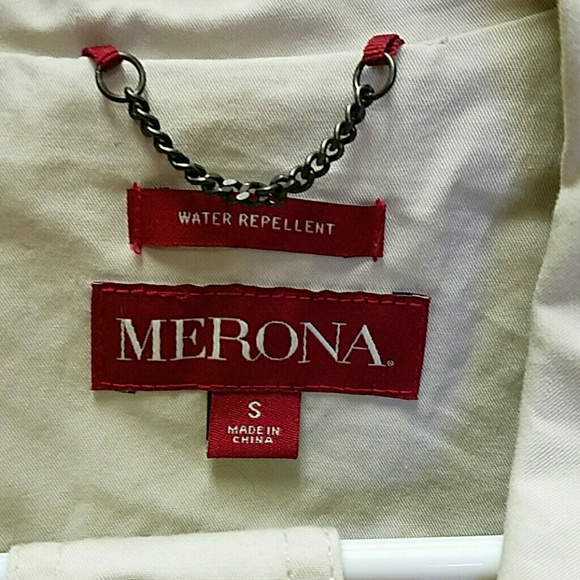 WATER REPELLENT
MERONA®
S
MADE IN
CHINA